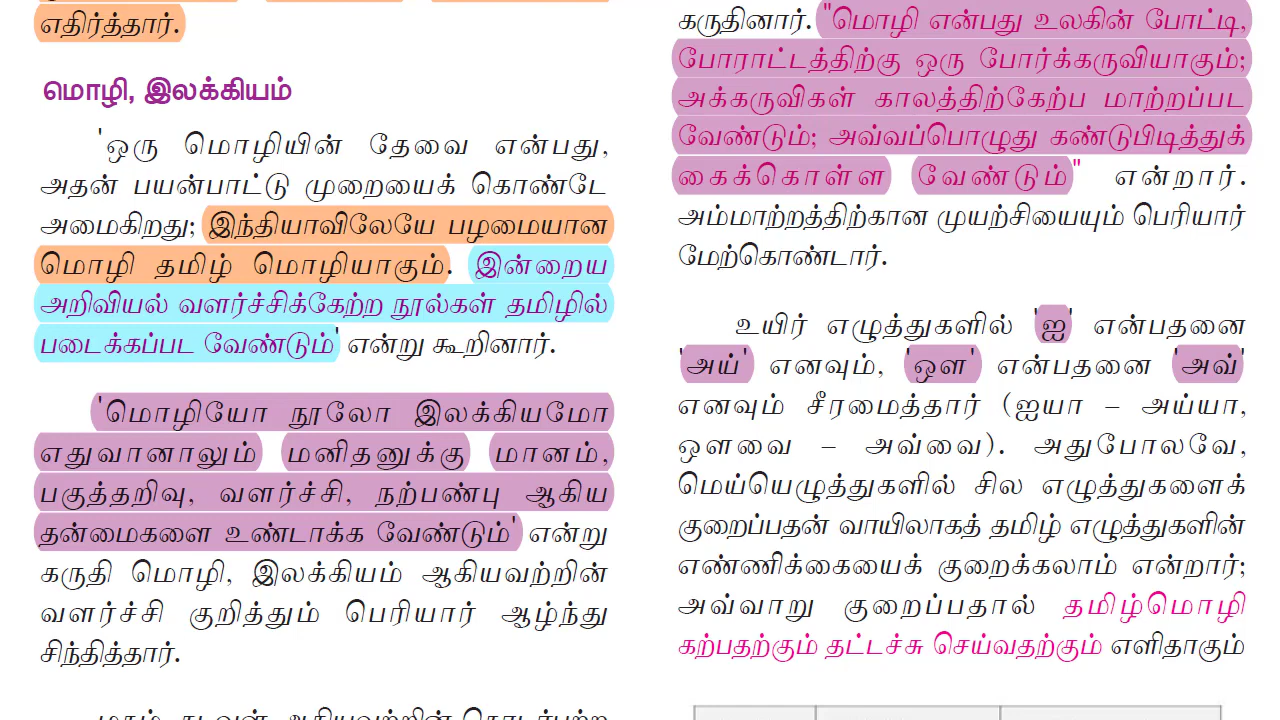 எதிர்த்தார்.
மொழி, இலக்கியம்
'ஒரு மொழியின் தேவை என்பது,
அதன் பயன்பாட்டு முறையைக் கொண்டே
அமைகிறது; இந்தியாவிலேயே பழமையான
மொழி தமிழ் மொழியாகும். இன்றைய
அறிவியல் வளர்ச்சிக்கேற்ற நூல்கள் தமிழில்
படைக்கப்பட வேண்டும்' என்று கூறினார்.
'மொழியோ நூலோ இலக்கியமோ
எதுவானாலும் மனிதனுக்கு மானம்,
பகுத்தறிவு, வளர்ச்சி, நற்பண்பு ஆகிய
தன்மைகளை உண்டாக்க வேண்டும்' என்று
கருதி மொழி, இலக்கியம் ஆகியவற்றின்
வளர்ச்சி குறித்தும் பெரியார் ஆழ்ந்து
சிந்தித்தார்.
கருதினார். "மொழி என்பது உலகின் போட்டி,
போராட்டத்திற்கு ஒரு போர்க்கருவியாகும்;
அக்கருவிகள் காலத்திற்கேற்ப மாற்றப்பட
வேண்டும்; அவ்வப்பொழுது கண்டுபிடித்துக்
கைக்கொள்ள வேண்டும்" என்றார்.
அம்மாற்றத்திற்கான முயற்சியையும் பெரியார்
மேற்கொண்டார்.
உயிர் எழுத்துகளில் 'ஐ' என்பதனை
'அய்' எனவும், 'ஔ' என்பதனை 'அவ்'
எனவும் சீரமைத்தார் (ஐயா – அய்யா,
ஔவை – அவ்வை). அதுபோலவே,
மெய்யெழுத்துகளில் சில எழுத்துகளைக்
குறைப்பதன் வாயிலாகத் தமிழ் எழுத்துகளின்
எண்ணிக்கையைக் குறைக்கலாம் என்றார்;
அவ்வாறு குறைப்பதால் தமிழ்மொழி
கற்பதற்கும் தட்டச்சு செய்வதற்கும் எளிதாகும்